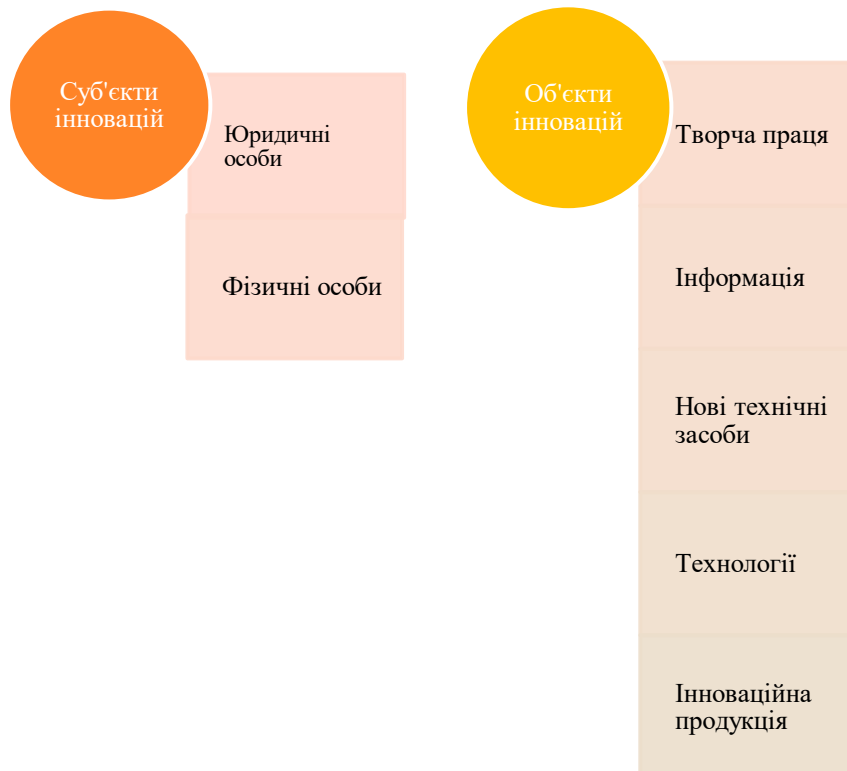 Суб'єкти
інновацій
Юридичні
особи
Фізичні особи
Об'єкти
інновацій
Творча праця
Інформація
Нові технічні
засоби
Технології
Інноваційна
продукція